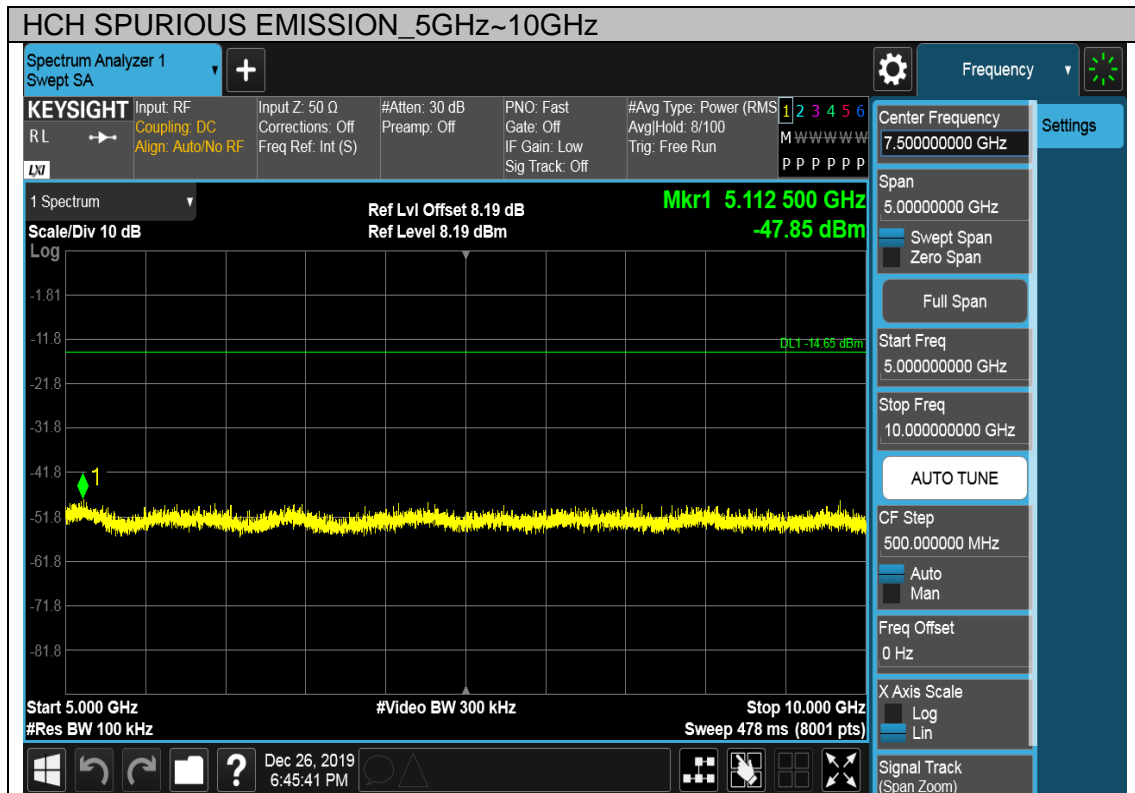 HCH SPURIOUS EMISSION_5GHz~10GHz
Spectrum Analyzer 1
Swept SA
Frequency
KEYSIGHT
R L
LXI
Input: RF
Coupling: DC
Align: Auto/No RF
Input Z: 50 Ω
Corrections: Off
Freq Ref: Int (S)
#Atten: 30 dB
Preamp: Off
PNO: Fast
Gate: Off
IF Gain: Low
Sig Track: Off
#Avg Type: Power (RMS
Avg|Hold: 8/100
Trig: Free Run
1 2 3 4 5 6
M W W W W W
P P P P P P
1 Spectrum
Scale/Div 10 dB
Ref Lvl Offset 8.19 dB
Ref Level 8.19 dBm
Mkr1 5.112 500 GHz
-47.85 dBm
Log
-1.81
-11.8
DL1 -14.65 dBm
-21.8
-31.8
-41.8
1
-51.8
-61.8
-71.8
-81.8
Start 5.000 GHz
#Res BW 100 kHz
#Video BW 300 kHz
Stop 10.000 GHz
Sweep 478 ms (8001 pts)
Dec 26, 2019
6:45:41 PM
Settings
Center Frequency
7.500000000 GHz
Span
5.00000000 GHz
Swept Span
Zero Span
Full Span
Start Freq
5.000000000 GHz
Stop Freq
10.000000000 GHz
AUTO TUNE
CF Step
500.000000 MHz
Auto
Man
Freq Offset
0 Hz
X Axis Scale
Log
Lin
Signal Track
(Span Zoom)